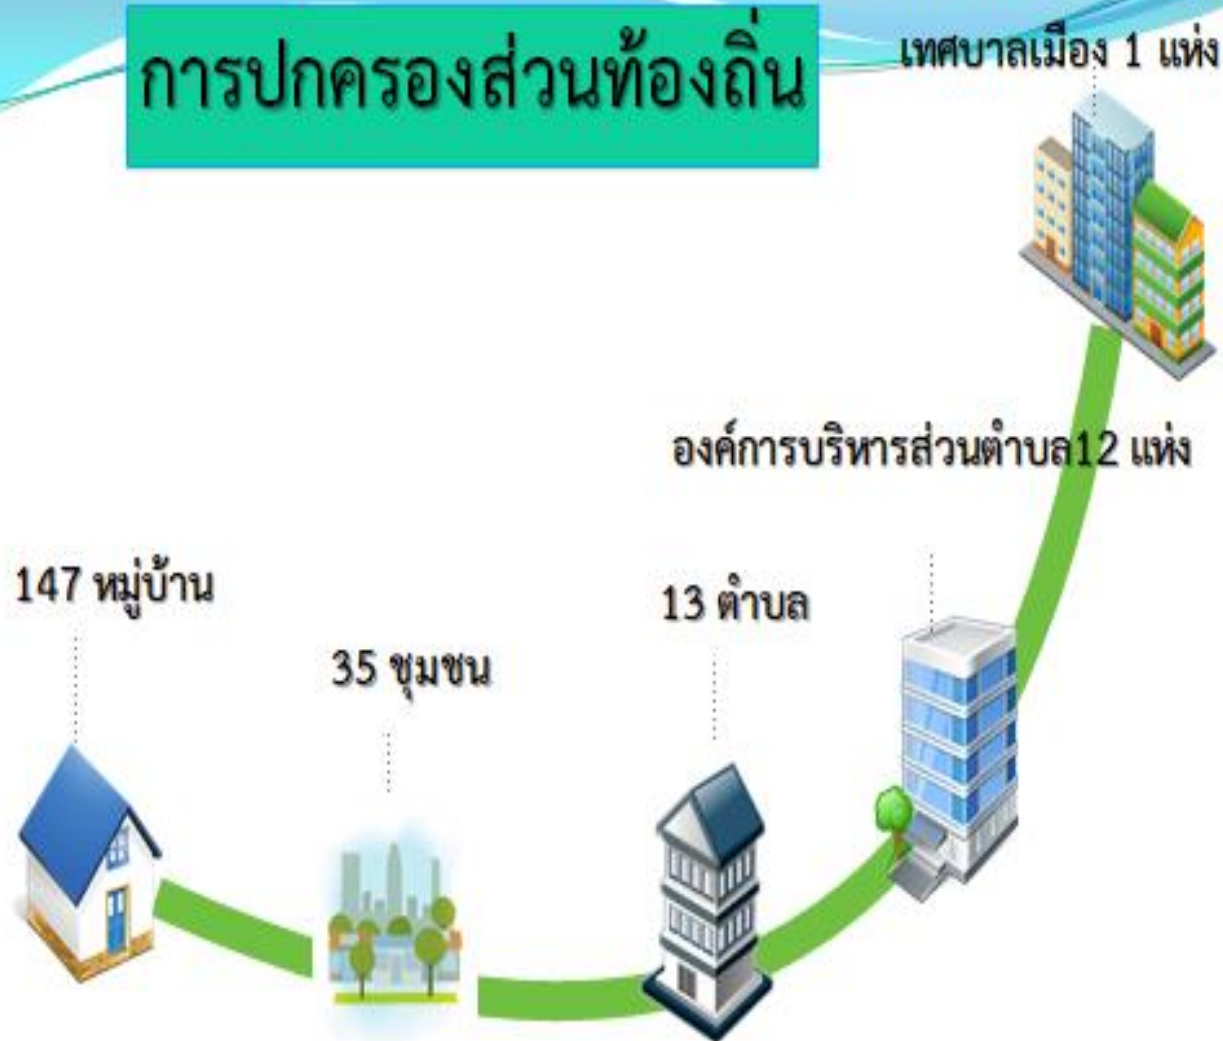 การปกครองส่วนท้องถิ่น
เทศบาลเมือง 1 แห่ง
องค์การบริหารส่วนตำบล12 แห่ง
147 หมู่บ้าน
13 ตำบล
35 ชุมชน